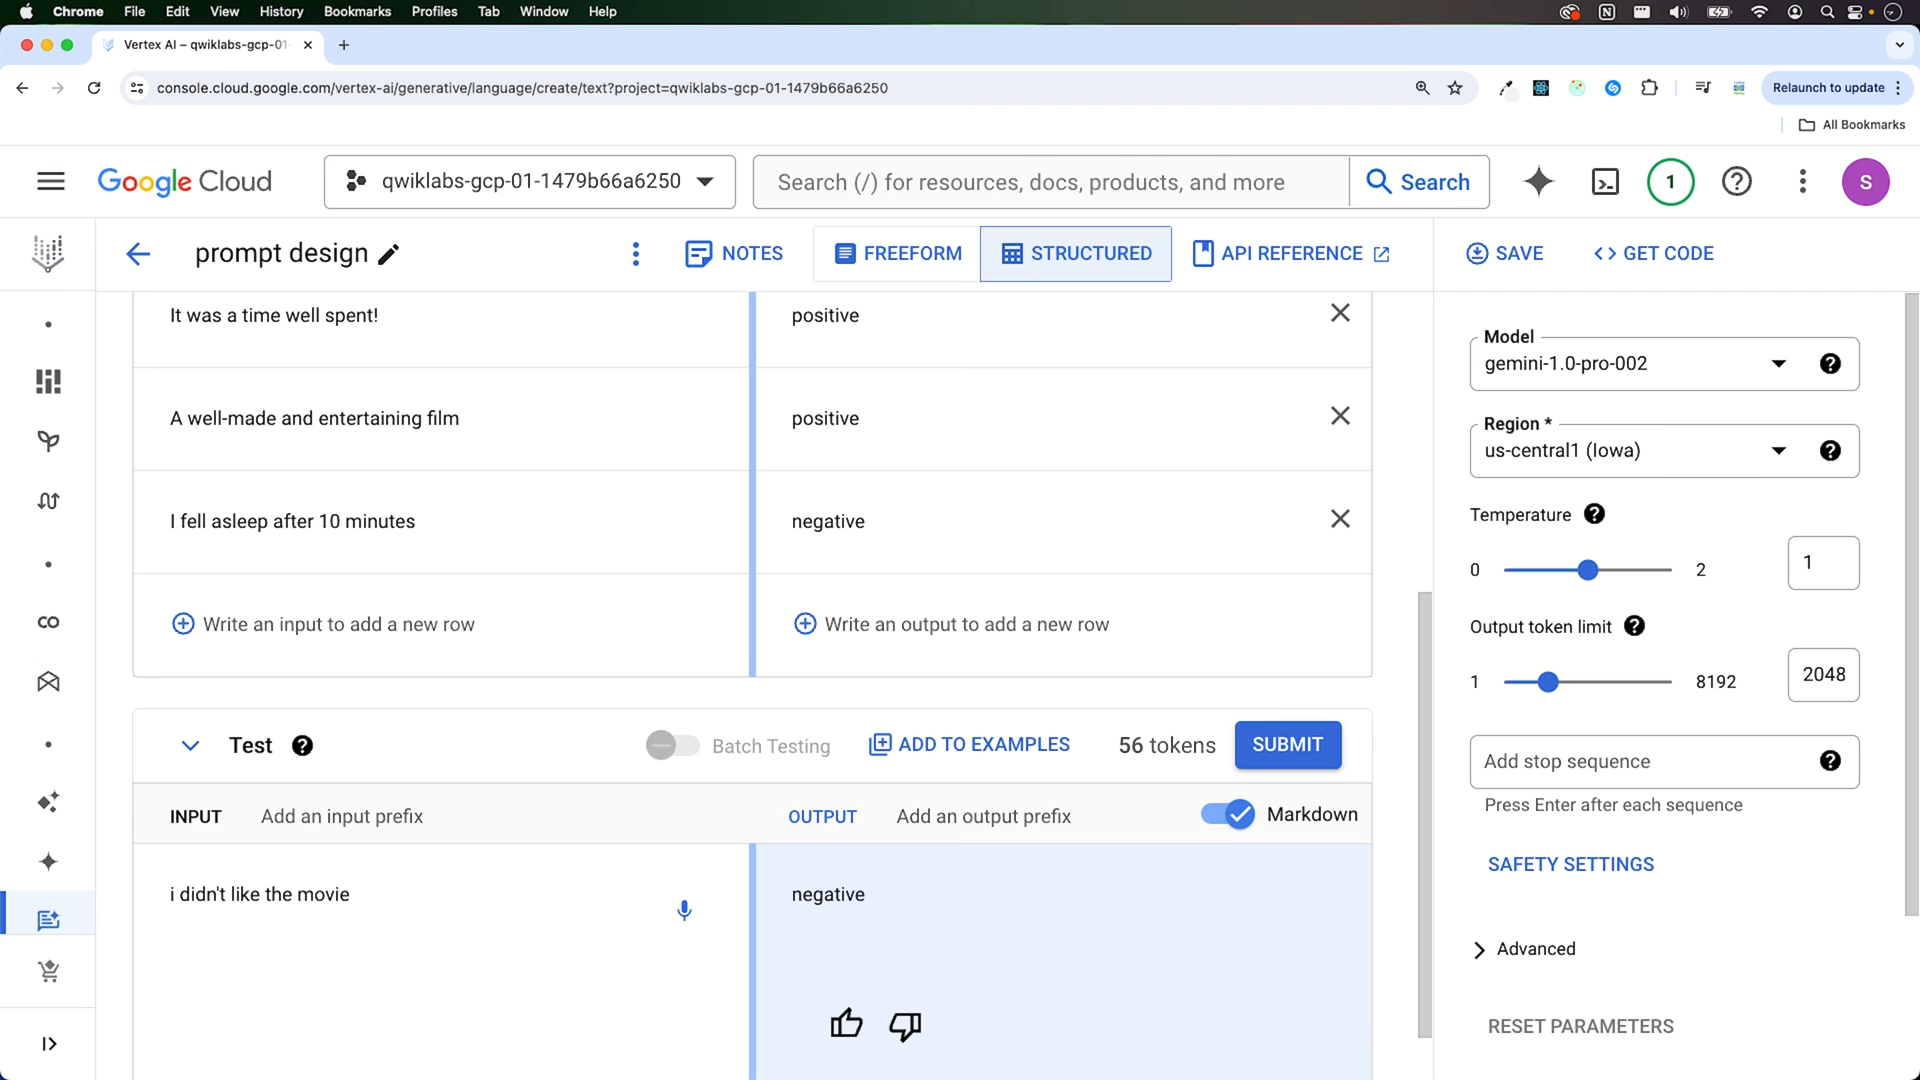 Chrome File Edit View History Bookmarks Profiles Tab Window Help
Vertex AI – qwiklabs-gcp-01
console.cloud.google.com/vertex-ai/generative/language/create/text?project=qwiklabs-gcp-01-1479b66a6250
Relaunch to update
All Bookmarks
Google Cloud
qwiklabs-gcp-01-1479b66a6250
Search (/) for resources, docs, products, and more
Search
1
S
prompt design
NOTES
FREEFORM
STRUCTURED
API REFERENCE
SAVE
GET CODE
It was a time well spent!
positive
A well-made and entertaining film
positive
I fell asleep after 10 minutes
negative
Write an input to add a new row
Write an output to add a new row
Test
Batch Testing
ADD TO EXAMPLES
56 tokens
SUBMIT
INPUT
Add an input prefix
OUTPUT
Add an output prefix
Markdown
i didn't like the movie
negative
Model
gemini-1.0-pro-002
Region *
us-central1 (Iowa)
Temperature
0
2
1
Output token limit
1
8192
2048
Add stop sequence
Press Enter after each sequence
SAFETY SETTINGS
Advanced
RESET PARAMETERS